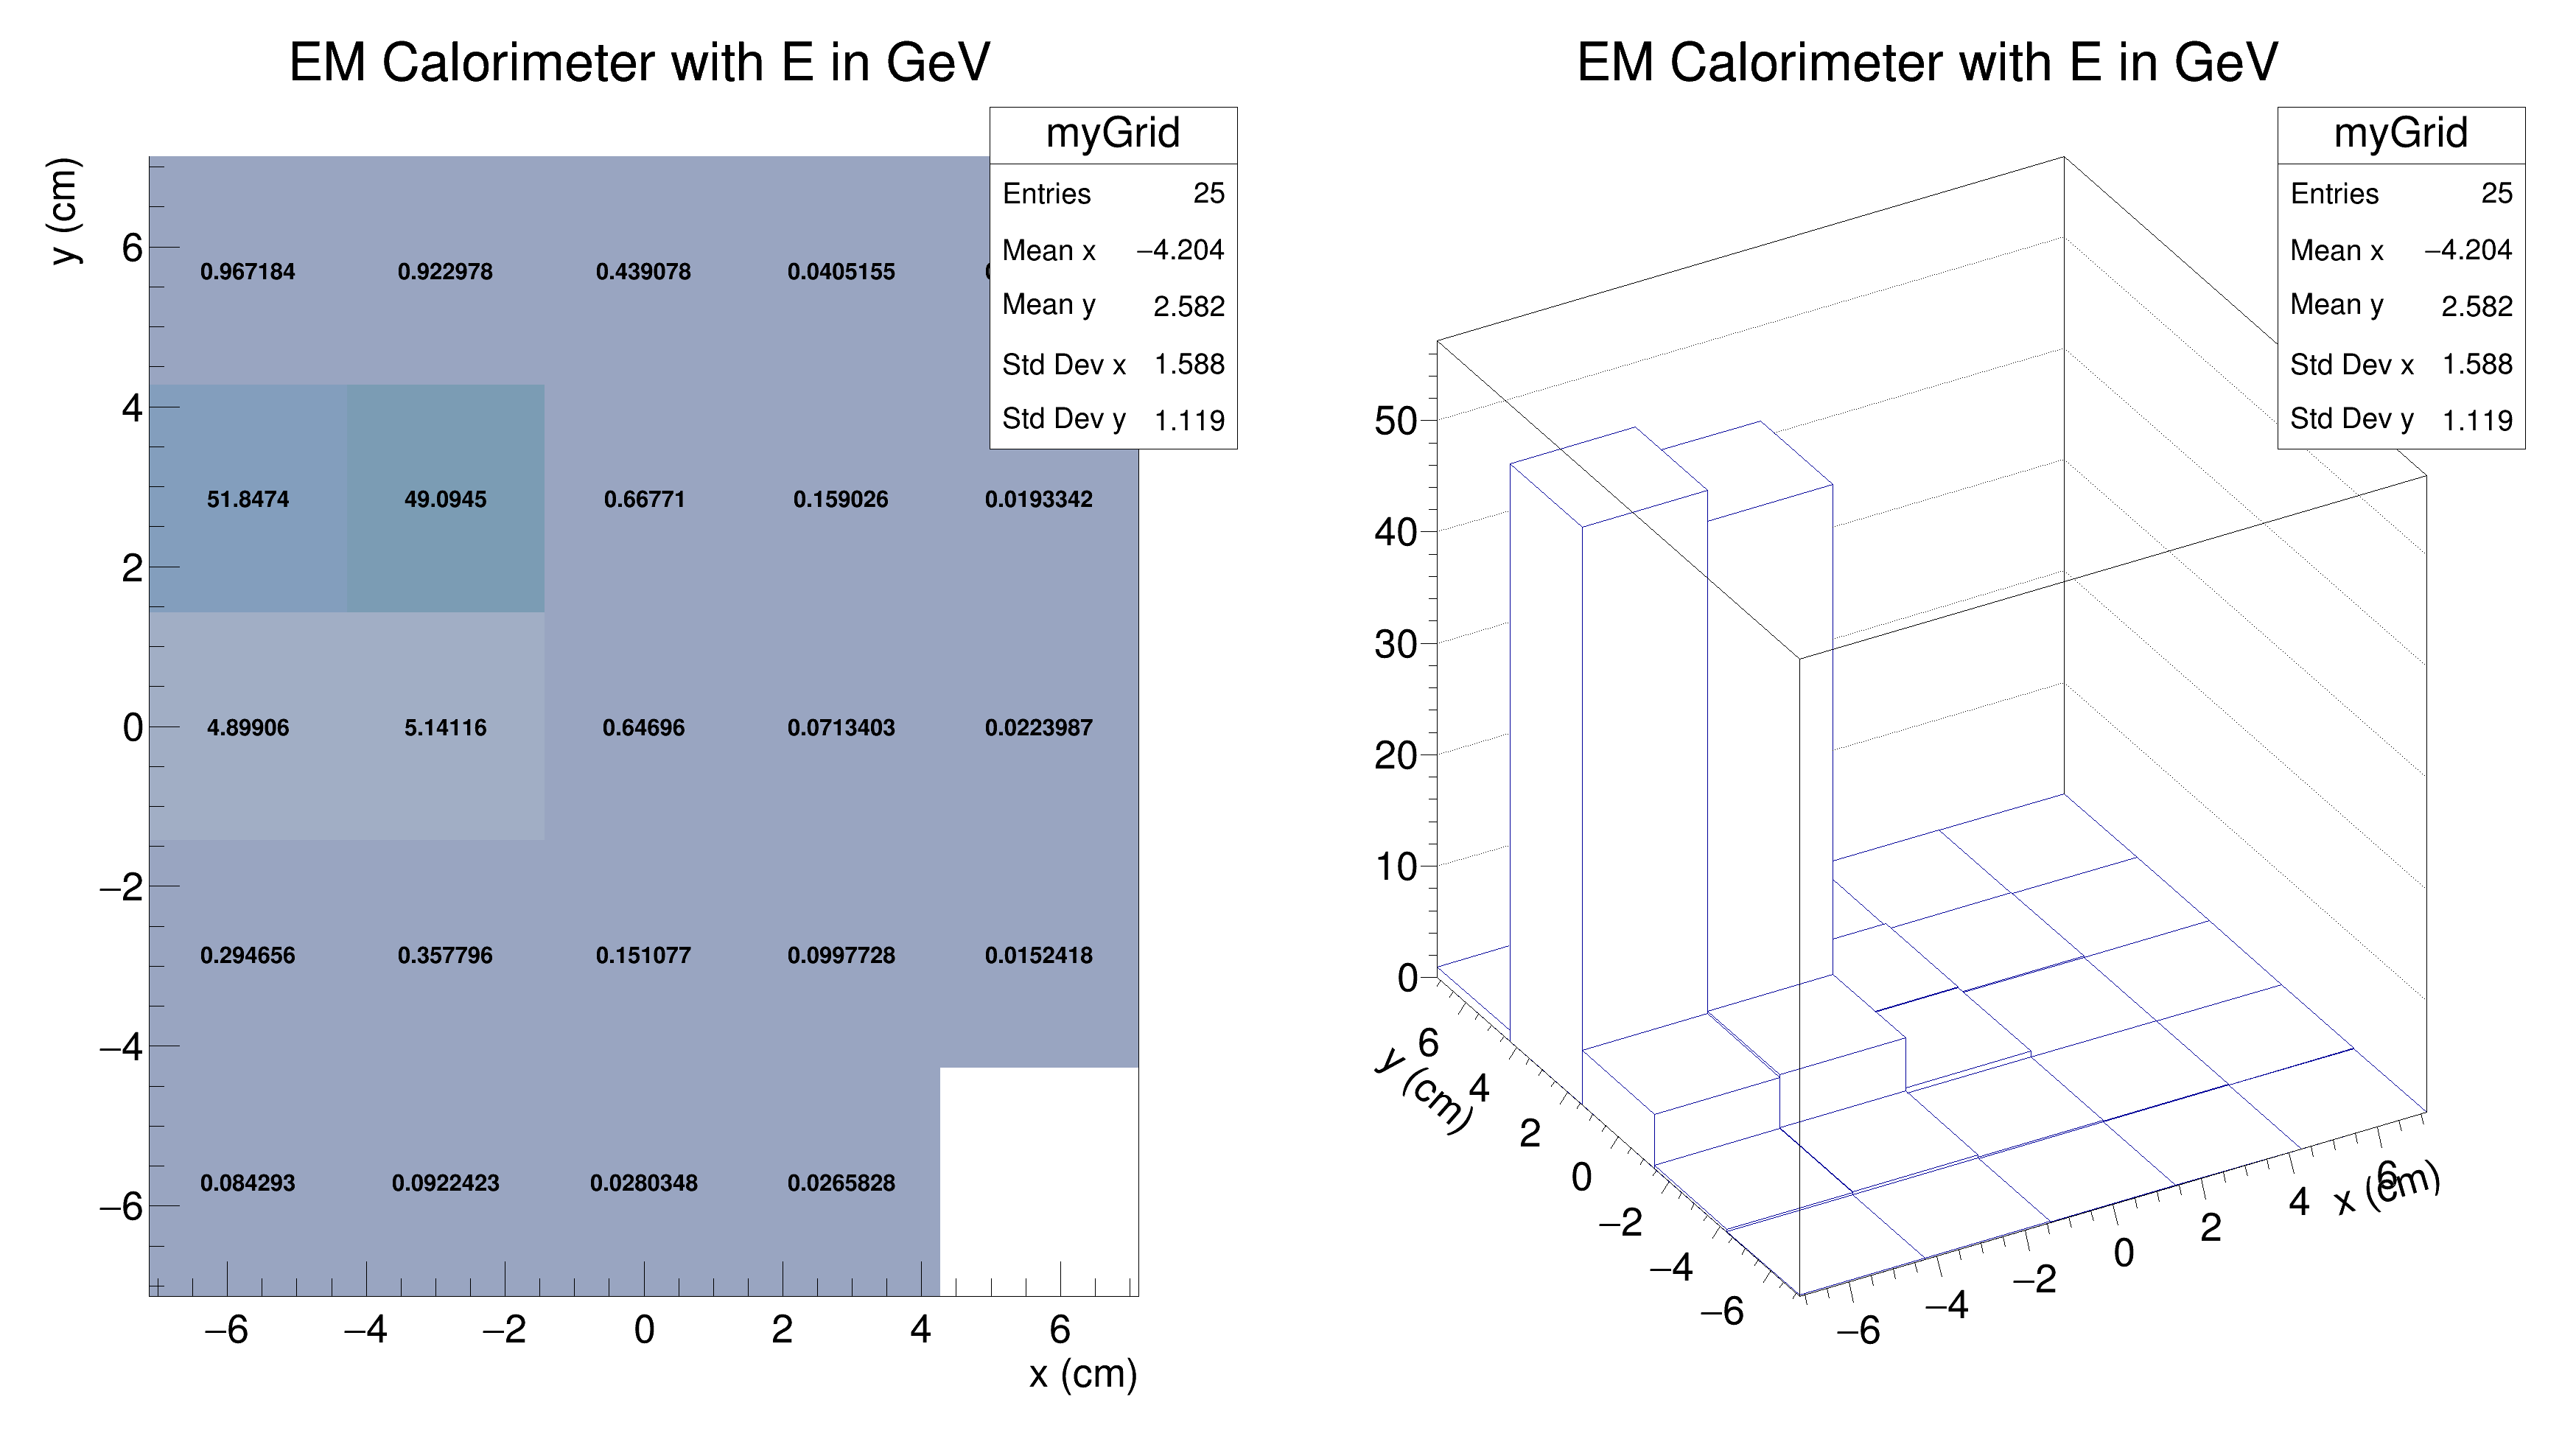 EM Calorimeter with E in GeV
myGrid
Entries 25
Mean x −4.204
Mean y 2.582
Std Dev x 1.588
Std Dev y 1.119
y (cm)
6
4
2
0
−2
−4
−6
0.967184 0.922978 0.439078 0.0405155
51.8474 49.0945 0.66771 0.159026 0.0193342
4.89906 5.14116 0.64696 0.0713403 0.0223987
0.294656 0.357796 0.151077 0.0997728 0.0152418
0.084293 0.0922423 0.0280348 0.0265828
−6 −4 −2 0 2 4 6
x (cm)
EM Calorimeter with E in GeV
myGrid
Entries 25
Mean x −4.204
Mean y 2.582
Std Dev x 1.588
Std Dev y 1.119
50
40
30
20
10
0
y (cm)
6
4
2
0
−2
−4
−6
−6 −4 −2 0 2 4 6
x (cm)